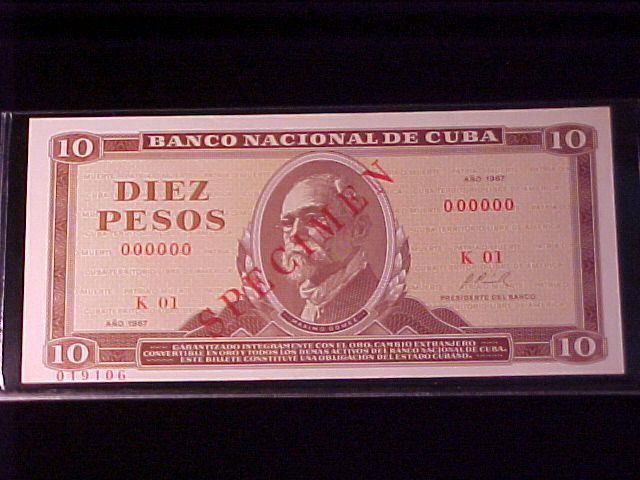 BANCO NACIONAL DE CUBA
10
10
DIEZ
PESOS
AÑO 1967
000000
000000
K 01
K 01
SPECIMEN
PRESIDENTE DEL BANCO
AÑO 1967
MAXIMO GOMEZ
10
10
GARANTIZADO INTEGRAMENTE CON EL ORO, CAMBIO EXTRANJERO
CONVERTIBLE EN ORO Y TODOS LOS DEMAS ACTIVOS DEL BANCO NACIONAL DE CUBA.
ESTE BILLETE CONSTITUYE UNA OBLIGACION DEL ESTADO CUBANO.
019106